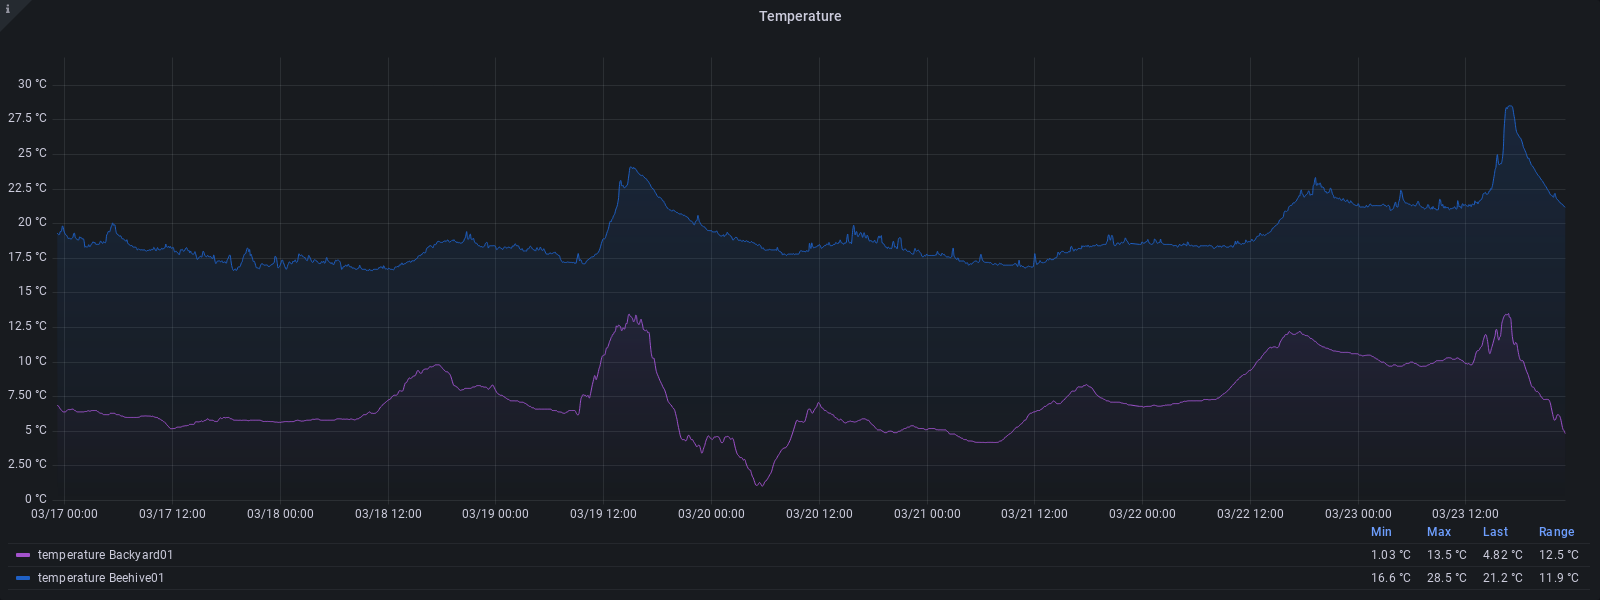 i
Temperature
30 °C
27.5 °C
25 °C
22.5 °C
20 °C
17.5 °C
15 °C
12.5 °C
10 °C
7.50 °C
5 °C
2.50 °C
0 °C
03/17 00:00 03/17 12:00 03/18 00:00 03/18 12:00 03/19 00:00 03/19 12:00 03/20 00:00 03/20 12:00 03/21 00:00 03/21 12:00 03/22 00:00 03/22 12:00 03/23 00:00 03/23 12:00
Min Max Last Range
temperature Backyard01 1.03 °C 13.5 °C 4.82 °C 12.5 °C
temperature Beehive01 16.6 °C 28.5 °C 21.2 °C 11.9 °C